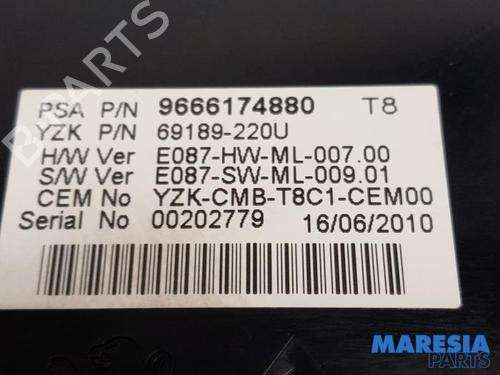 B-PARTS
PSA P/N 9666174880 T8
YZK P/N 69189-220U
H/W Ver E087-HW-ML-007.00
S/W Ver E087-SW-ML-009.01
CEM No YZK-CMB-T8C1-CEM00
Serial No 00202779 16/06/2010
MARESIA
PARTS